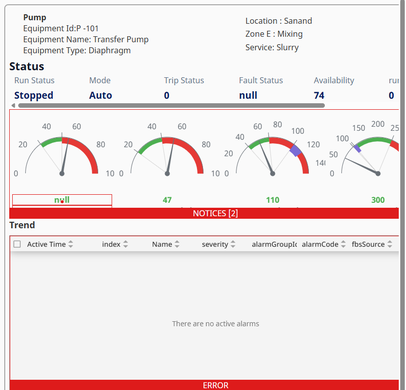 Pump
Equipment Id:P -101
Equipment Name: Transfer Pump
Equipment Type: Diaphragm
Location : Sanand
Zone E : Mixing
Service: Slurry
Status
Run Status Mode Trip Status Fault Status Availability
Stopped Auto 0 null 74 0
20 40 60 80 10
20 40 60 80 10
20 40 60 80 100 120
50 100 150 200
null 47 110 300
NOTICES [2]
Trend
Active Time index Name severity alarmGroupId alarmCode fbsSource
There are no active alarms
ERROR